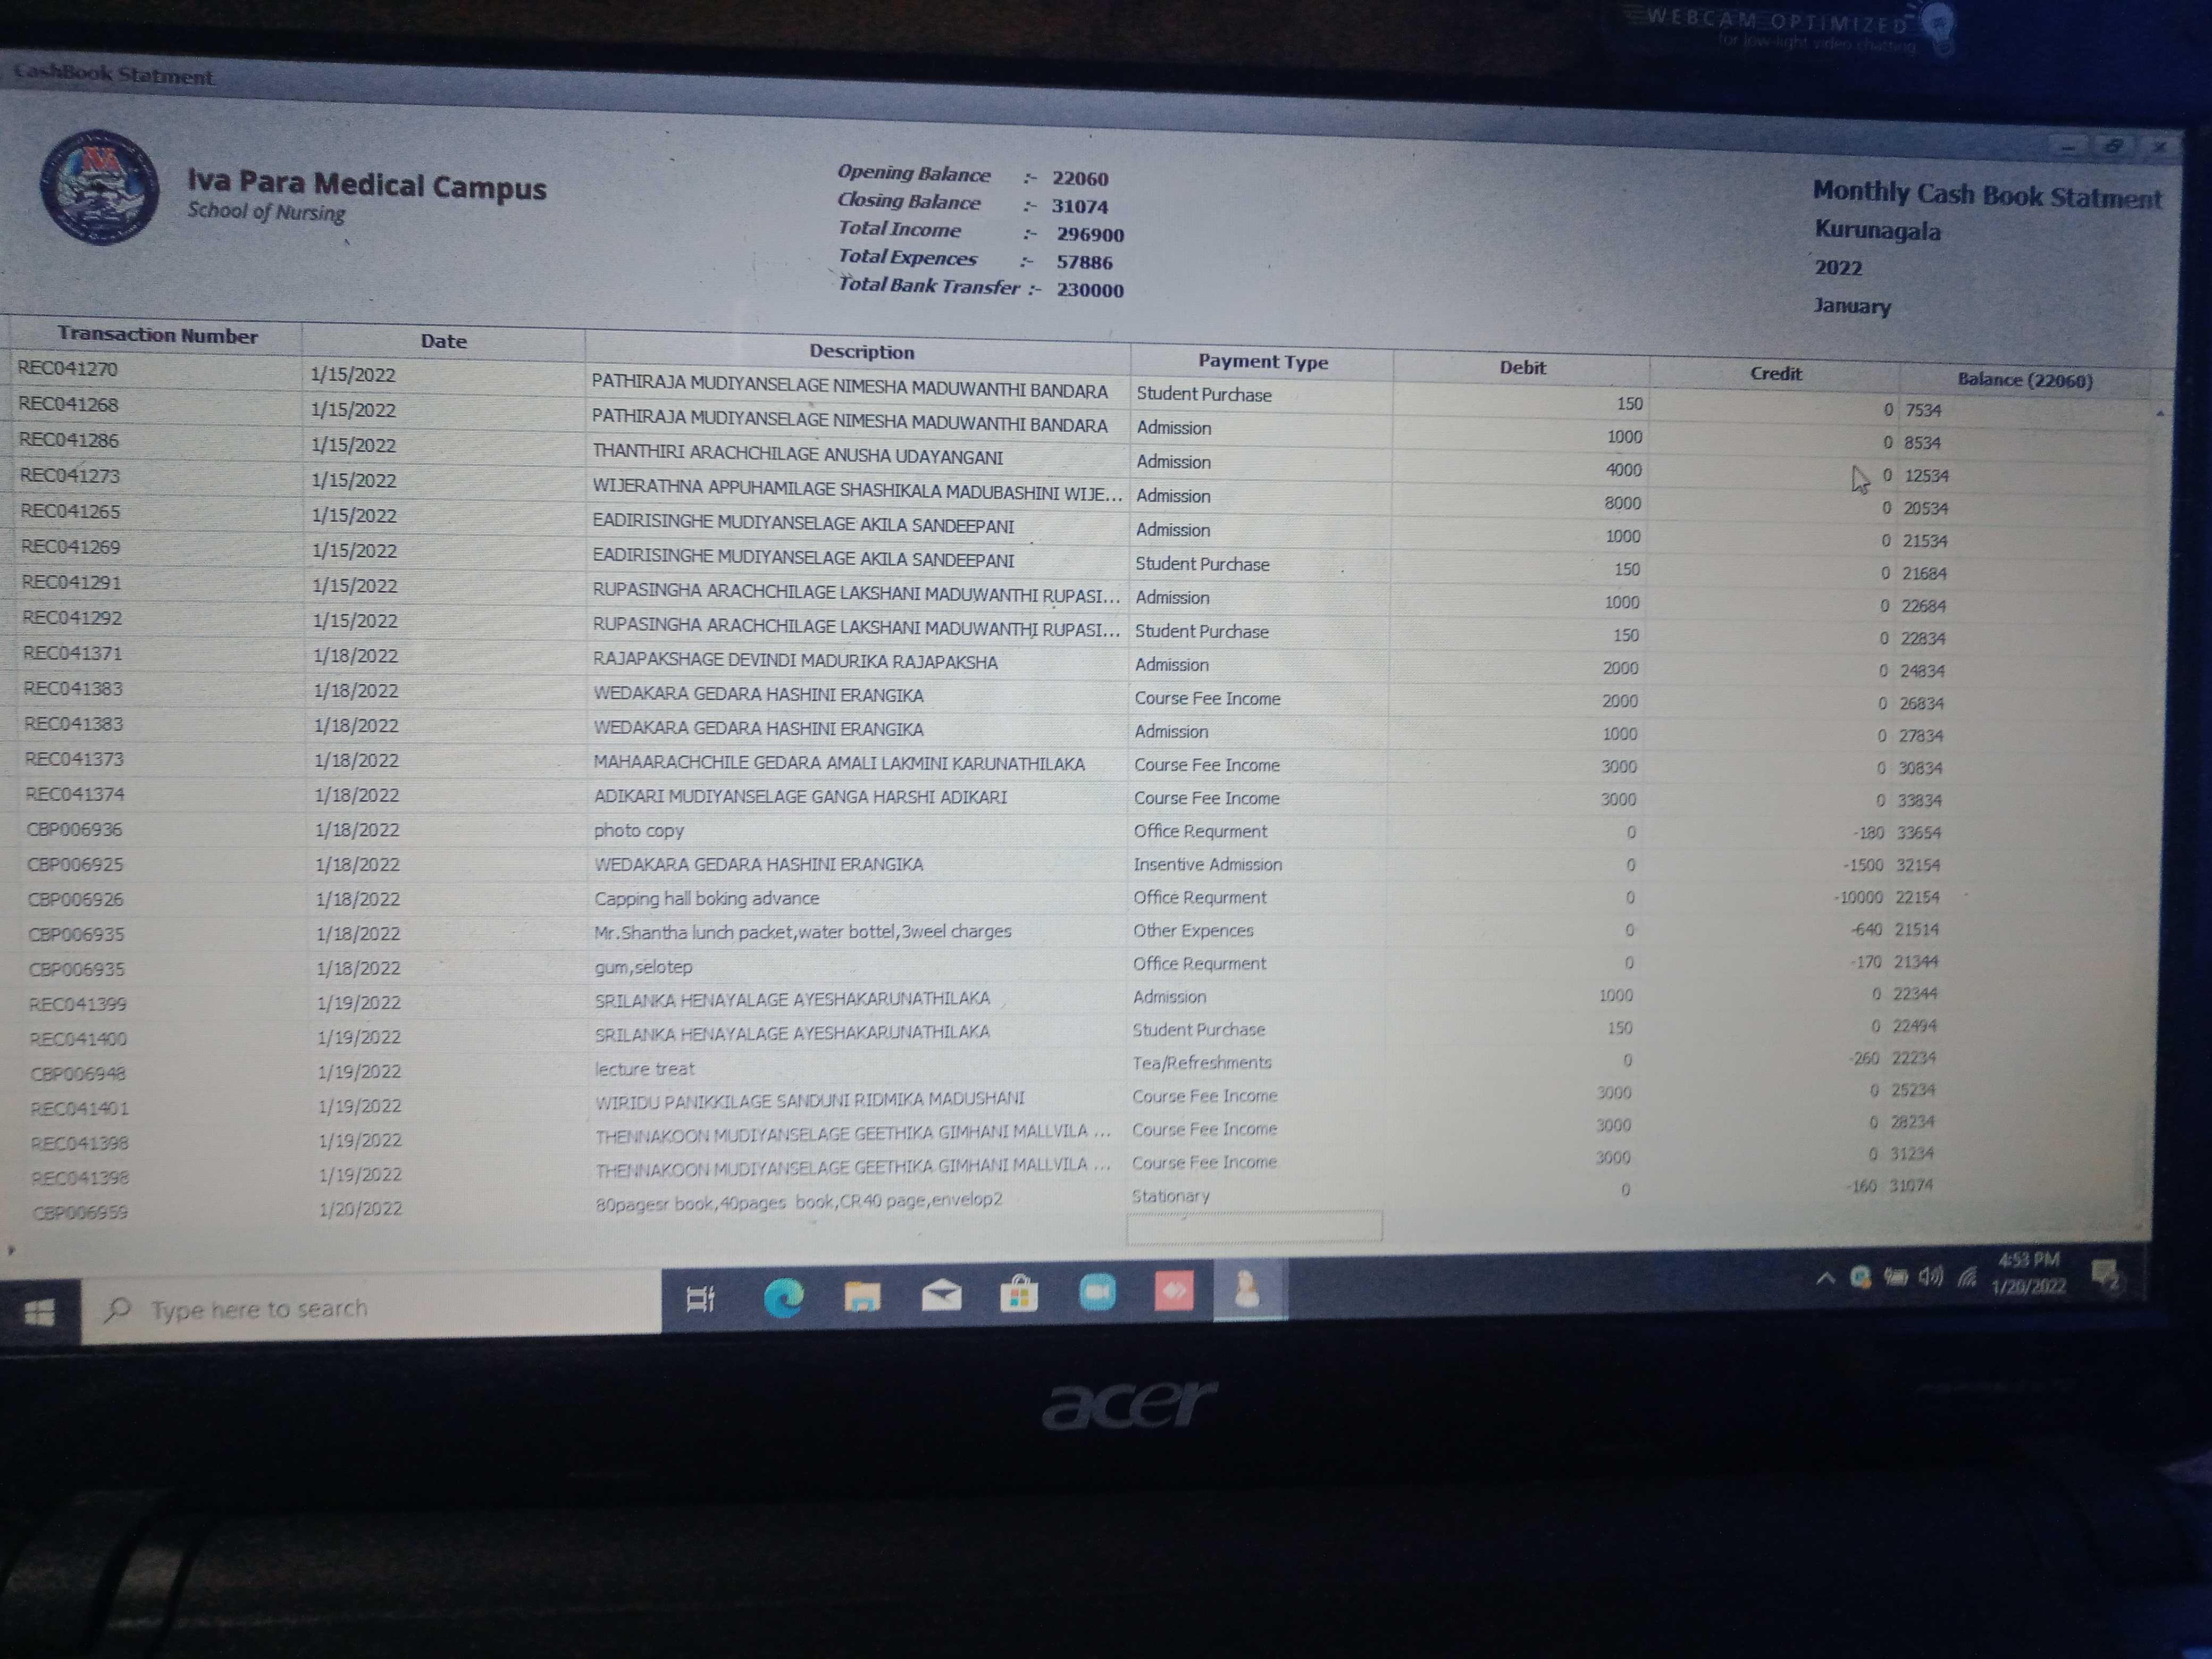 WEBCAM OPTIMIZED
for low-light video chatting
CashBook Statment
Iva Para Medical Campus
School of Nursing
Opening Balance :- 22060
Closing Balance :- 31074
Total Income :- 296900
Total Expences :- 57886
Total Bank Transfer :- 230000
Monthly Cash Book Statment
Kurunagala
2022
January
Transaction Number Date Description Payment Type Debit Credit Balance (22060)
REC041270 1/15/2022 PATHIRAJA MUDIYANSELAGE NIMESHA MADUWANTHI BANDARA Student Purchase 150 0 7534
REC041268 1/15/2022 PATHIRAJA MUDIYANSELAGE NIMESHA MADUWANTHI BANDARA Admission 1000 0 8534
REC041286 1/15/2022 THANTHIRI ARACHCHILAGE ANUSHA UDAYANGANI Admission 4000 0 12534
REC041273 1/15/2022 WIJERATHNA APPUHAMILAGE SHASHIKALA MADUBASHINI WIJE... Admission 8000 0 20534
REC041265 1/15/2022 EADIRISINGHE MUDIYANSELAGE AKILA SANDEEPANI Admission 1000 0 21534
REC041269 1/15/2022 EADIRISINGHE MUDIYANSELAGE AKILA SANDEEPANI Student Purchase 150 0 21684
REC041291 1/15/2022 RUPASINGHA ARACHCHILAGE LAKSHANI MADUWANTHI RUPASI... Admission 1000 0 22684
REC041292 1/15/2022 RUPASINGHA ARACHCHILAGE LAKSHANI MADUWANTHI RUPASI... Student Purchase 150 0 22834
REC041371 1/18/2022 RAJAPAKSHAGE DEVINDI MADURIKA RAJAPAKSHA Admission 2000 0 24834
REC041383 1/18/2022 WEDAKARA GEDARA HASHINI ERANGIKA Course Fee Income 2000 0 26834
REC041383 1/18/2022 WEDAKARA GEDARA HASHINI ERANGIKA Admission 1000 0 27834
REC041373 1/18/2022 MAHAARACHCHILE GEDARA AMALI LAKMINI KARUNATHILAKA Course Fee Income 3000 0 30834
REC041374 1/18/2022 ADIKARI MUDIYANSELAGE GANGA HARSHI ADIKARI Course Fee Income 3000 0 33834
CBP006936 1/18/2022 photo copy Office Requrment 0 -180 33654
CBP006925 1/18/2022 WEDAKARA GEDARA HASHINI ERANGIKA Insentive Admission 0 -1500 32154
CBP006926 1/18/2022 Capping hall boking advance Office Requrment 0 -10000 22154
CBP006935 1/18/2022 Mr.Shantha lunch packet,water bottel,3weel charges Other Expences 0 -640 21514
CBP006935 1/18/2022 gum,selotep Office Requrment 0 -170 21344
REC041399 1/19/2022 SRILANKA HENAYALAGE AYESHAKARUNATHILAKA Admission 1000 0 22344
REC041400 1/19/2022 SRILANKA HENAYALAGE AYESHAKARUNATHILAKA Student Purchase 150 0 22494
CBP006948 1/19/2022 lecture treat Tea/Refreshments 0 -260 22234
REC041401 1/19/2022 WIRIDU PANIKKILAGE SANDUNI RIDMIKA MADUSHANI Course Fee Income 3000 0 25234
REC041398 1/19/2022 THENNAKOON MUDIYANSELAGE GEETHIKA GIMHANI MALLVILA ... Course Fee Income 3000 0 28234
REC041398 1/19/2022 THENNAKOON MUDIYANSELAGE GEETHIKA GIMHANI MALLVILA ... Course Fee Income 3000 0 31234
CBP006959 1/20/2022 80pagesr book,40pages book,CR40 page,envelop2 Stationary 0 -160 31074
Type here to search
4:53 PM
1/20/2022
2
acer